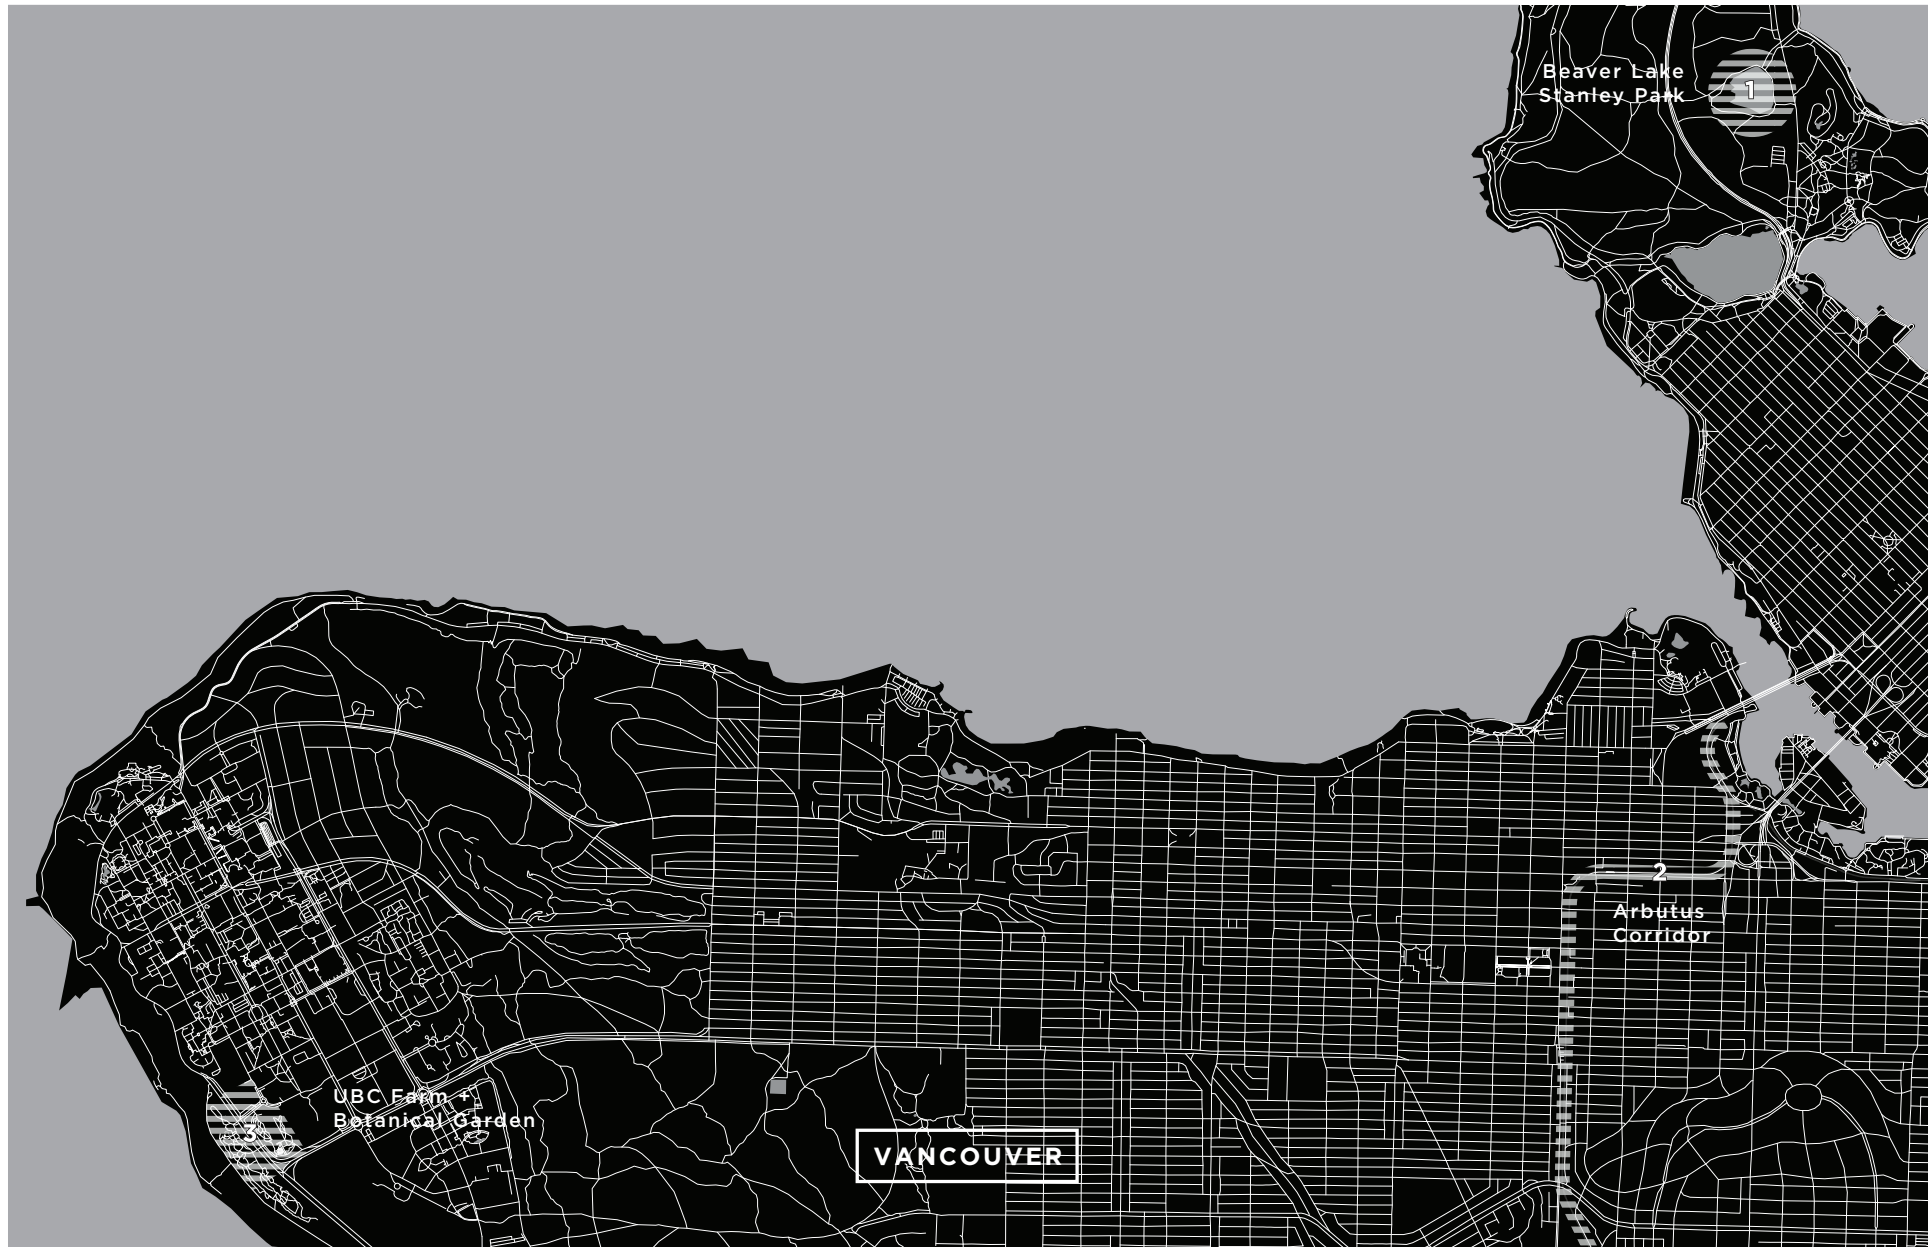 Beaver Lake
Stanley Park
1
2
Arbutus
Corridor
UBC Farm +
Botanical Garden
3
VANCOUVER